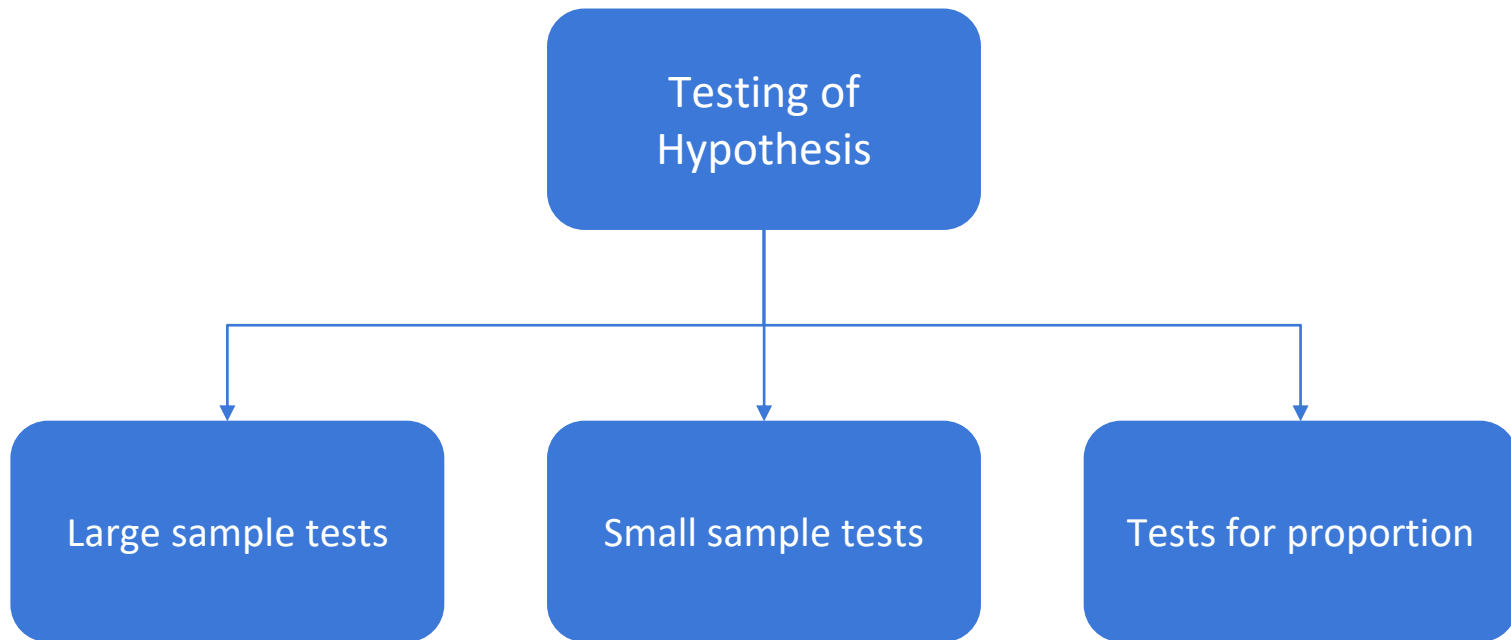 Testing of
Hypothesis
Large sample tests
Small sample tests
Tests for proportion